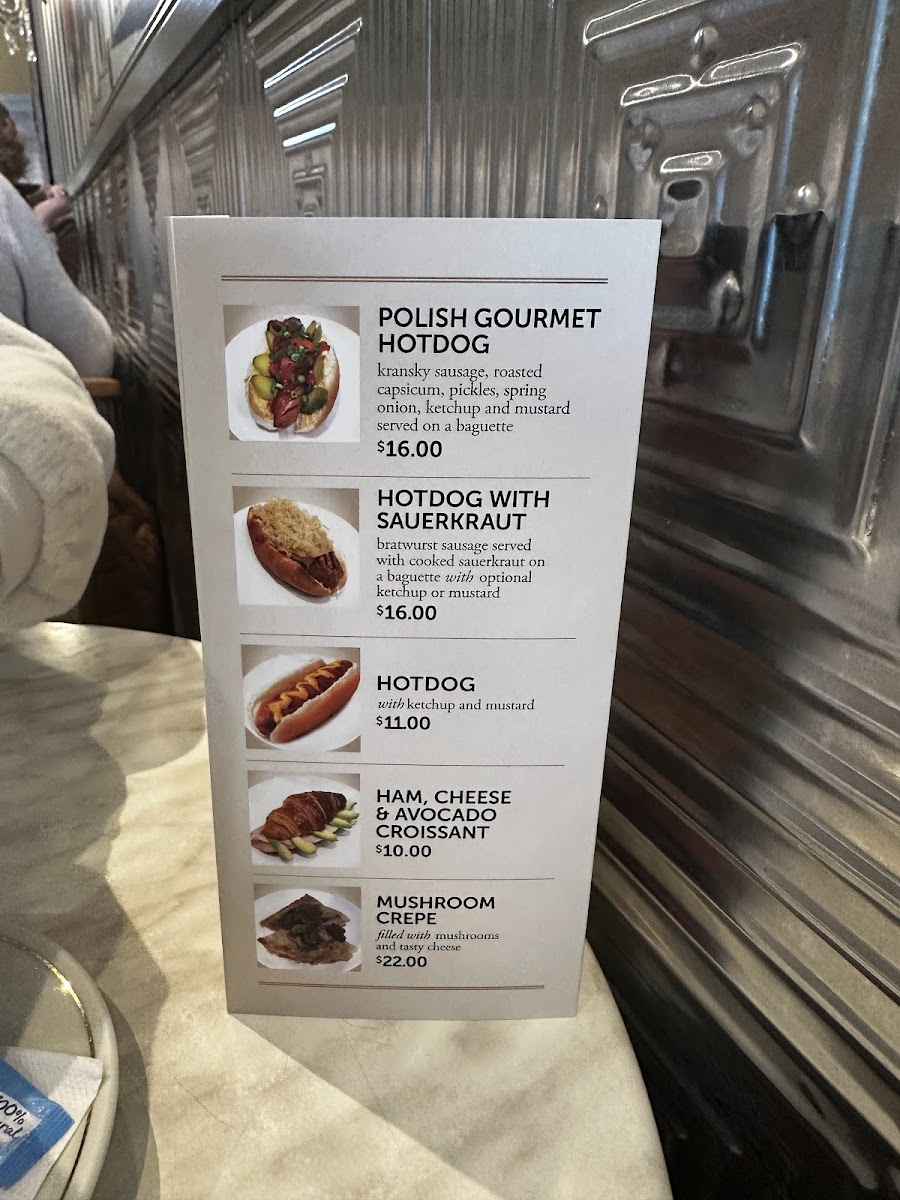 POLISH GOURMET
HOTDOG
kransky sausage, roasted
capsicum, pickles, spring
onion, ketchup and mustard
served on a baguette
$16.00
HOTDOG WITH
SAUERKRAUT
bratwurst sausage served
with cooked sauerkraut on
a baguette with optional
ketchup or mustard
$16.00
HOTDOG
with ketchup and mustard
$11.00
HAM, CHEESE
& AVOCADO
CROISSANT
$10.00
MUSHROOM
CREPE
filled with mushrooms
and tasty cheese
$22.00